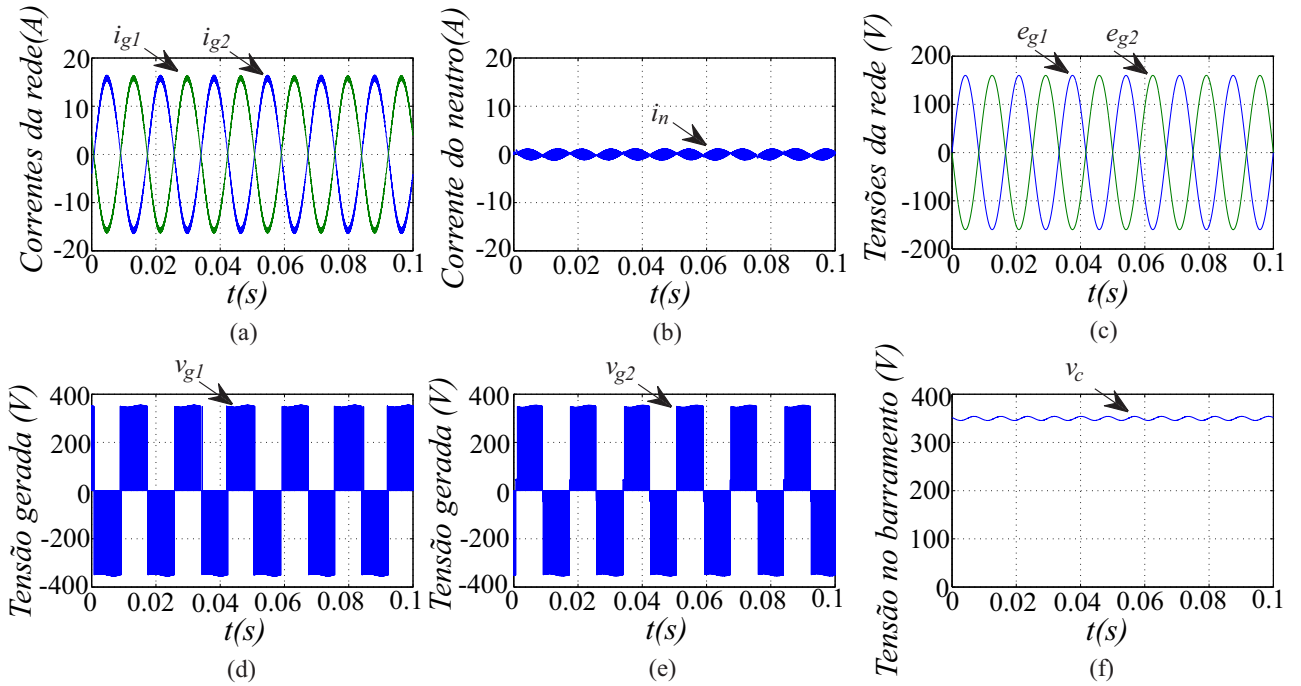 i_g1 i_g2
Correntes da rede(A)
20
10
0
-10
-20
0 0.02 0.04 0.06 0.08 0.1
t(s)
(a)
i_n
Corrente do neutro(A)
20
10
0
-10
-20
0 0.02 0.04 0.06 0.08 0.1
t(s)
(b)
e_g1 e_g2
Tensões da rede (V)
200
100
0
-100
-200
0 0.02 0.04 0.06 0.08 0.1
t(s)
(c)
v_g1
Tensão gerada (V)
400
200
0
-200
-400
0 0.02 0.04 0.06 0.08 0.1
t(s)
(d)
v_g2
Tensão gerada (V)
400
200
0
-200
-400
0 0.02 0.04 0.06 0.08 0.1
t(s)
(e)
v_c
Tensão no barramento (V)
400
300
200
100
0
0 0.02 0.04 0.06 0.08 0.1
t(s)
(f)